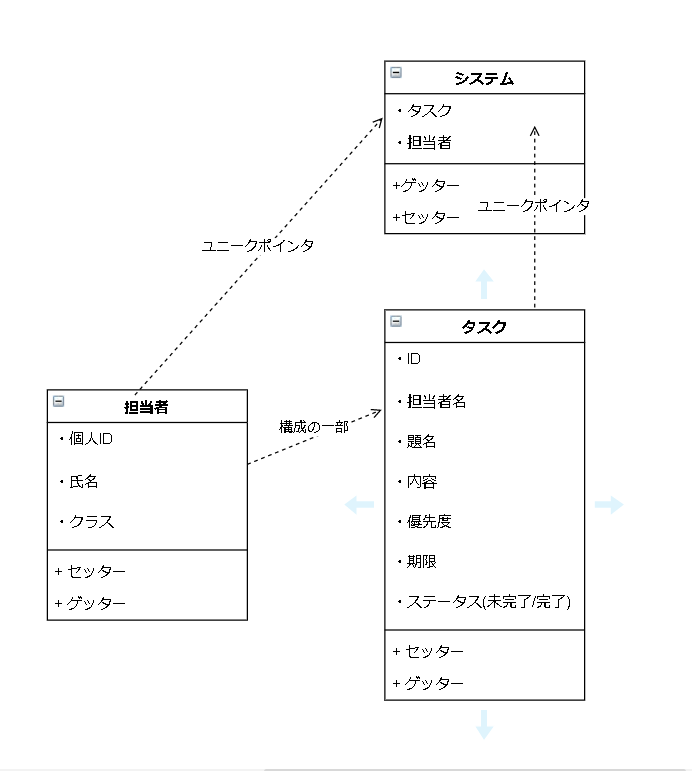 システム
・タスク
・担当者
+ゲッター
+セッター
ユニークポインタ
ユニークポインタ
タスク
・ID
・担当者名
・題名
・内容
・優先度
・期限
・ステータス(未完了/完了)
+ セッター
+ ゲッター
構成の一部
担当者
・個人ID
・氏名
・クラス
+ セッター
+ ゲッター